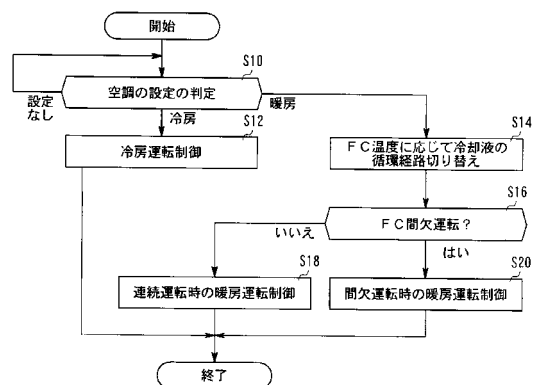 開始
S10
空調の設定の判定
設定
なし
冷房
暖房
S12
冷房運転制御
S14
ＦＣ温度に応じて冷却液の
循環経路切り替え
S16
ＦＣ間欠運転？
いいえ
はい
S18
連続運転時の暖房運転制御
S20
間欠運転時の暖房運転制御
終了